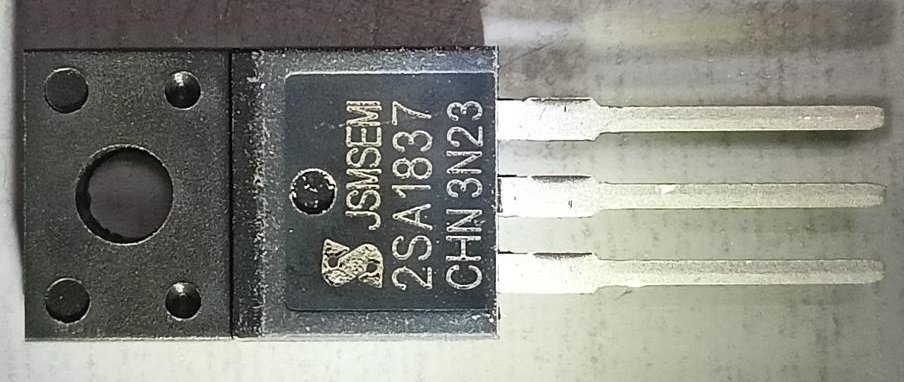 JSMSEMI
2SA1837
CHN 3N23